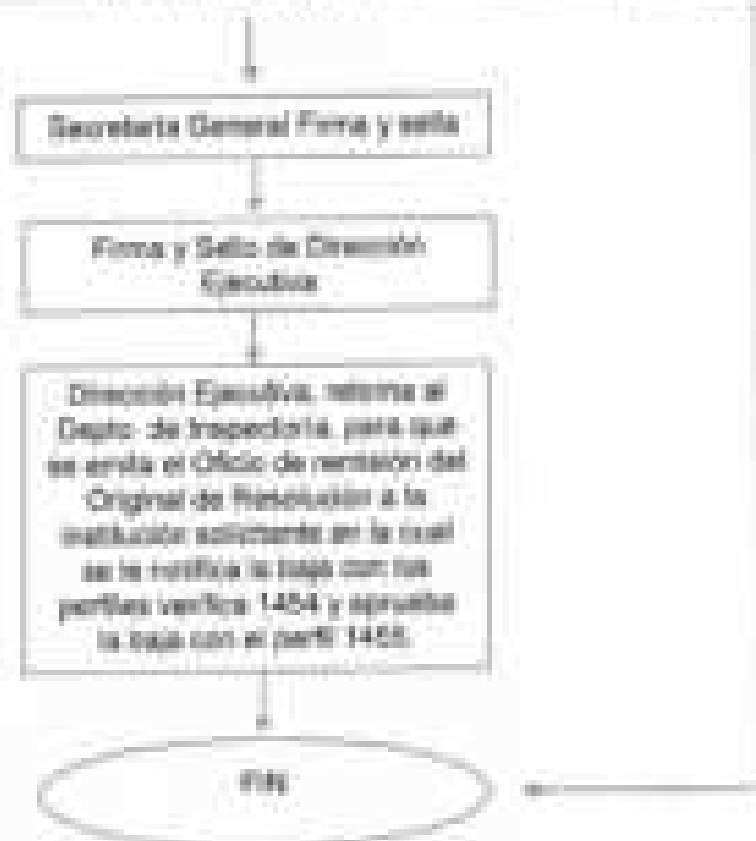 Secretaria General Firma y sella
Firma y Sello de Dirección
Ejecutiva
Dirección Ejecutiva, retorna al
Depto. de Inspectoría, para que
se emita el Oficio de remisión del
Original de Resolución a la
institución solicitante en la cual
se le notifica la baja con los
perfiles verifica 1454 y aprueba
la baja con el perfil
FIN